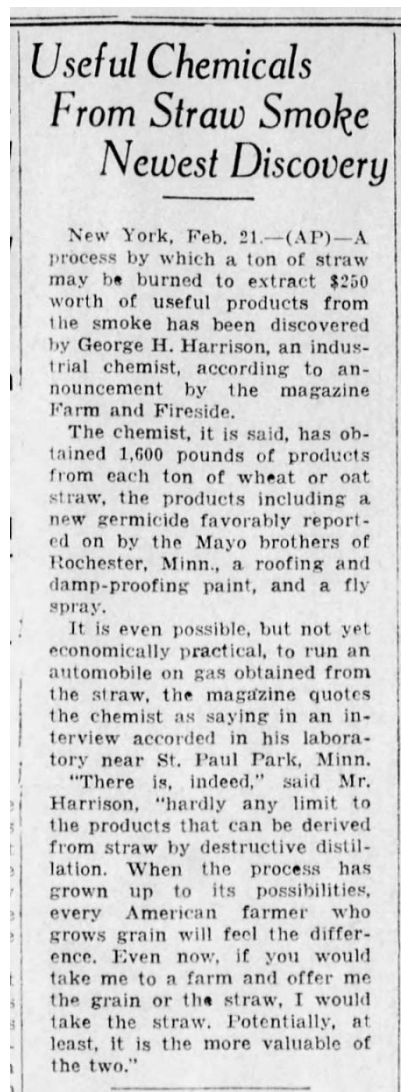 Useful Chemicals
From Straw Smoke
Newest Discovery
New York, Feb. 21.—(AP)—A
process by which a ton of straw
may be burned to extract $250
worth of useful products from
the smoke has been discovered
by George H. Harrison, an indus-
trial chemist, according to an-
nouncement by the magazine
Farm and Fireside.
The chemist, it is said, has ob-
tained 1,600 pounds of products
from each ton of wheat or oat
straw, the products including a
new germicide favorably report-
ed on by the Mayo brothers of
Rochester, Minn., a roofing and
damp-proofing paint, and a fly
spray.
It is even possible, but not yet
economically practical, to run an
automobile on gas obtained from
the straw, the magazine quotes
the chemist as saying in an in-
terview accorded in his labora-
tory near St. Paul Park, Minn.
"There is, indeed," said Mr.
Harrison, "hardly any limit to
the products that can be derived
from straw by destructive distil-
lation. When the process has
grown up to its possibilities,
every American farmer who
grows grain will feel the differ-
ence. Even now, if you would
take me to a farm and offer me
the grain or the straw, I would
take the straw. Potentially, at
least, it is the more valuable of
the two."